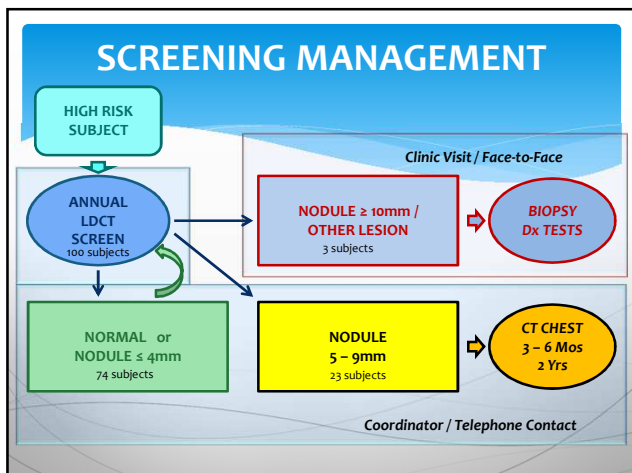 SCREENING MANAGEMENT
HIGH RISK
SUBJECT
Clinic Visit / Face-to-Face
ANNUAL
LDCT
SCREEN
100 subjects
NODULE ≥ 10mm /
OTHER LESION
3 subjects
BIOPSY
Dx TESTS
NORMAL or
NODULE ≤ 4mm
74 subjects
NODULE
5 – 9mm
23 subjects
CT CHEST
3 – 6 Mos
2 Yrs
Coordinator / Telephone Contact